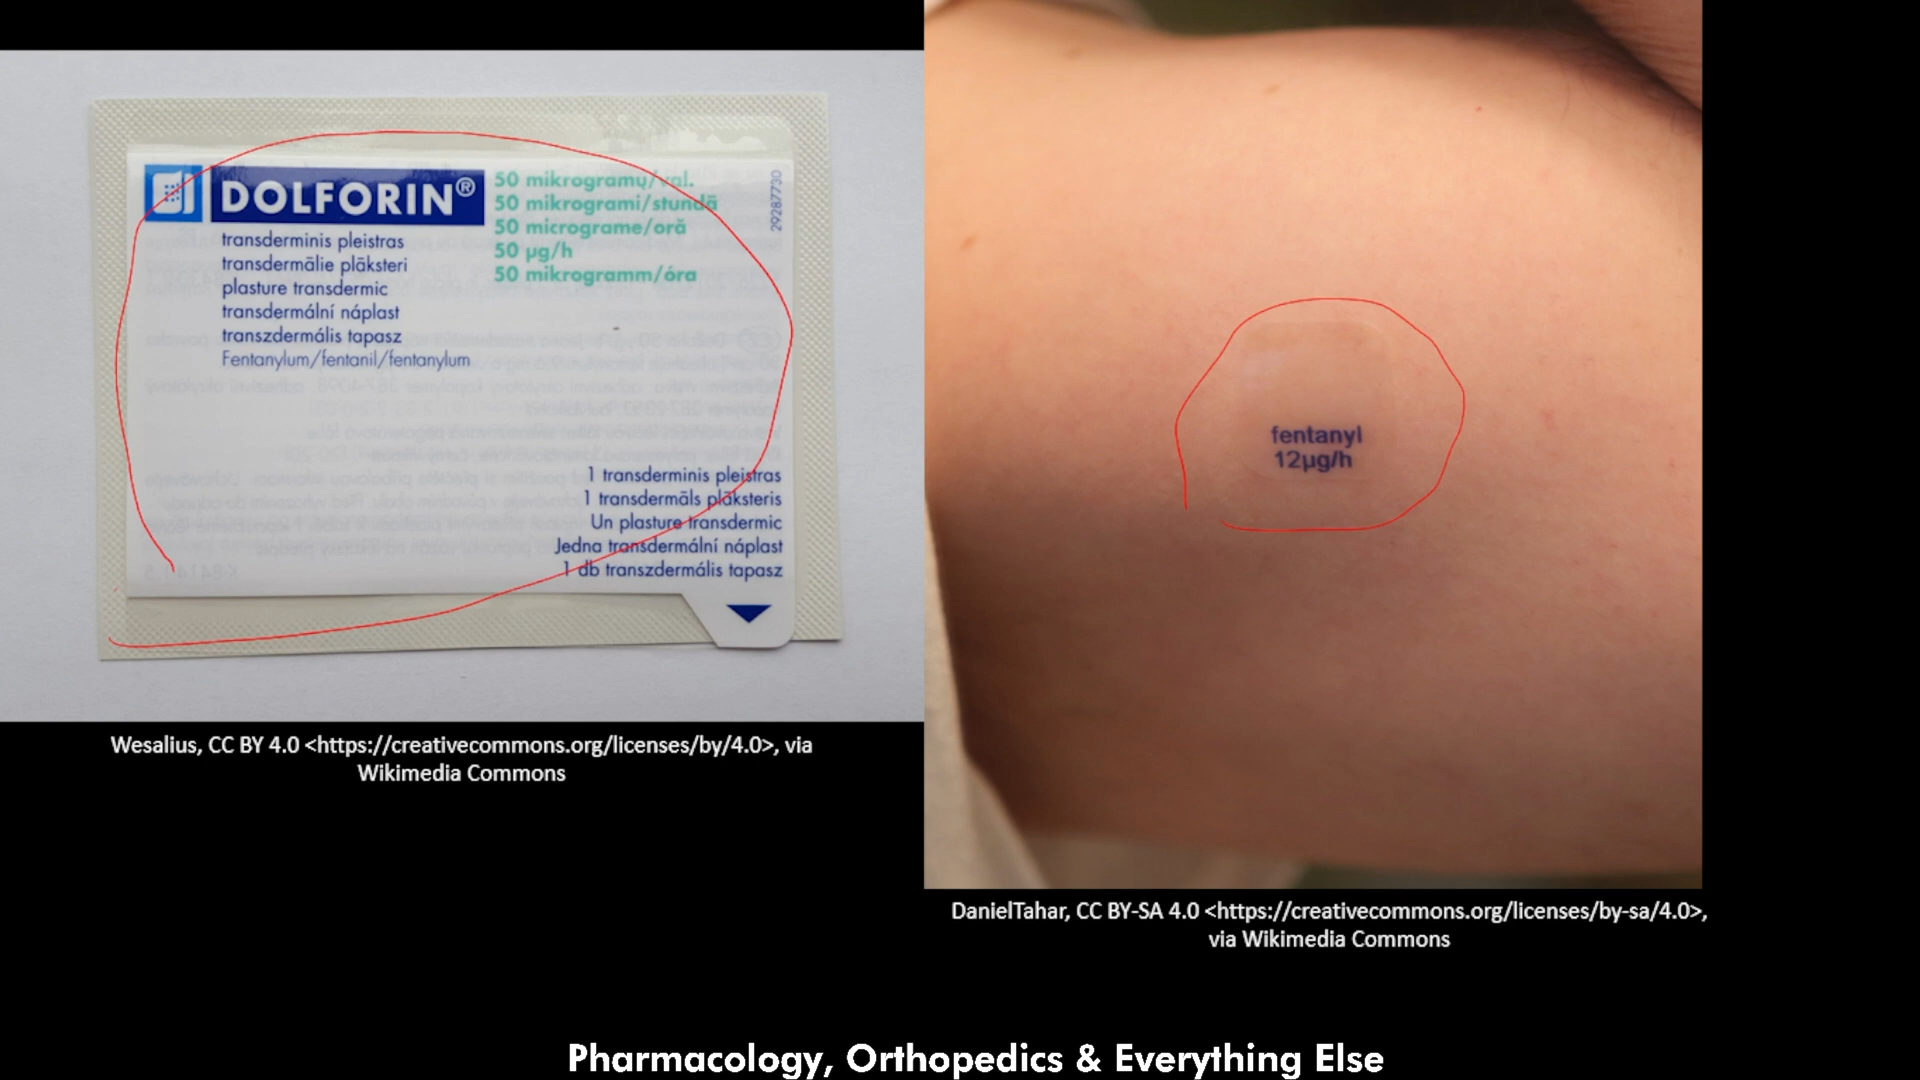 DOLFORIN®
transderminis pleistras
transdermālie plāksteri
plasture transdermic
transdermální náplast
transzdermális tapasz
Fentanylum/fentanil/fentanylum
50 mikrogramų/val.
50 mikrogrami/stundā
50 micrograme/oră
50 µg/h
50 mikrogramm/óra
29287730
1 transderminis pleistras
1 transdermāls plāksteris
Un plasture transdermic
Jedna transdermální náplast
1 db transzdermális tapasz
Wesalius, CC BY 4.0 <https://creativecommons.org/licenses/by/4.0>, via
Wikimedia Commons
fentanyl
12µg/h
DanielTahar, CC BY-SA 4.0 <https://creativecommons.org/licenses/by-sa/4.0>,
via Wikimedia Commons
Pharmacology, Orthopedics & Everything Else